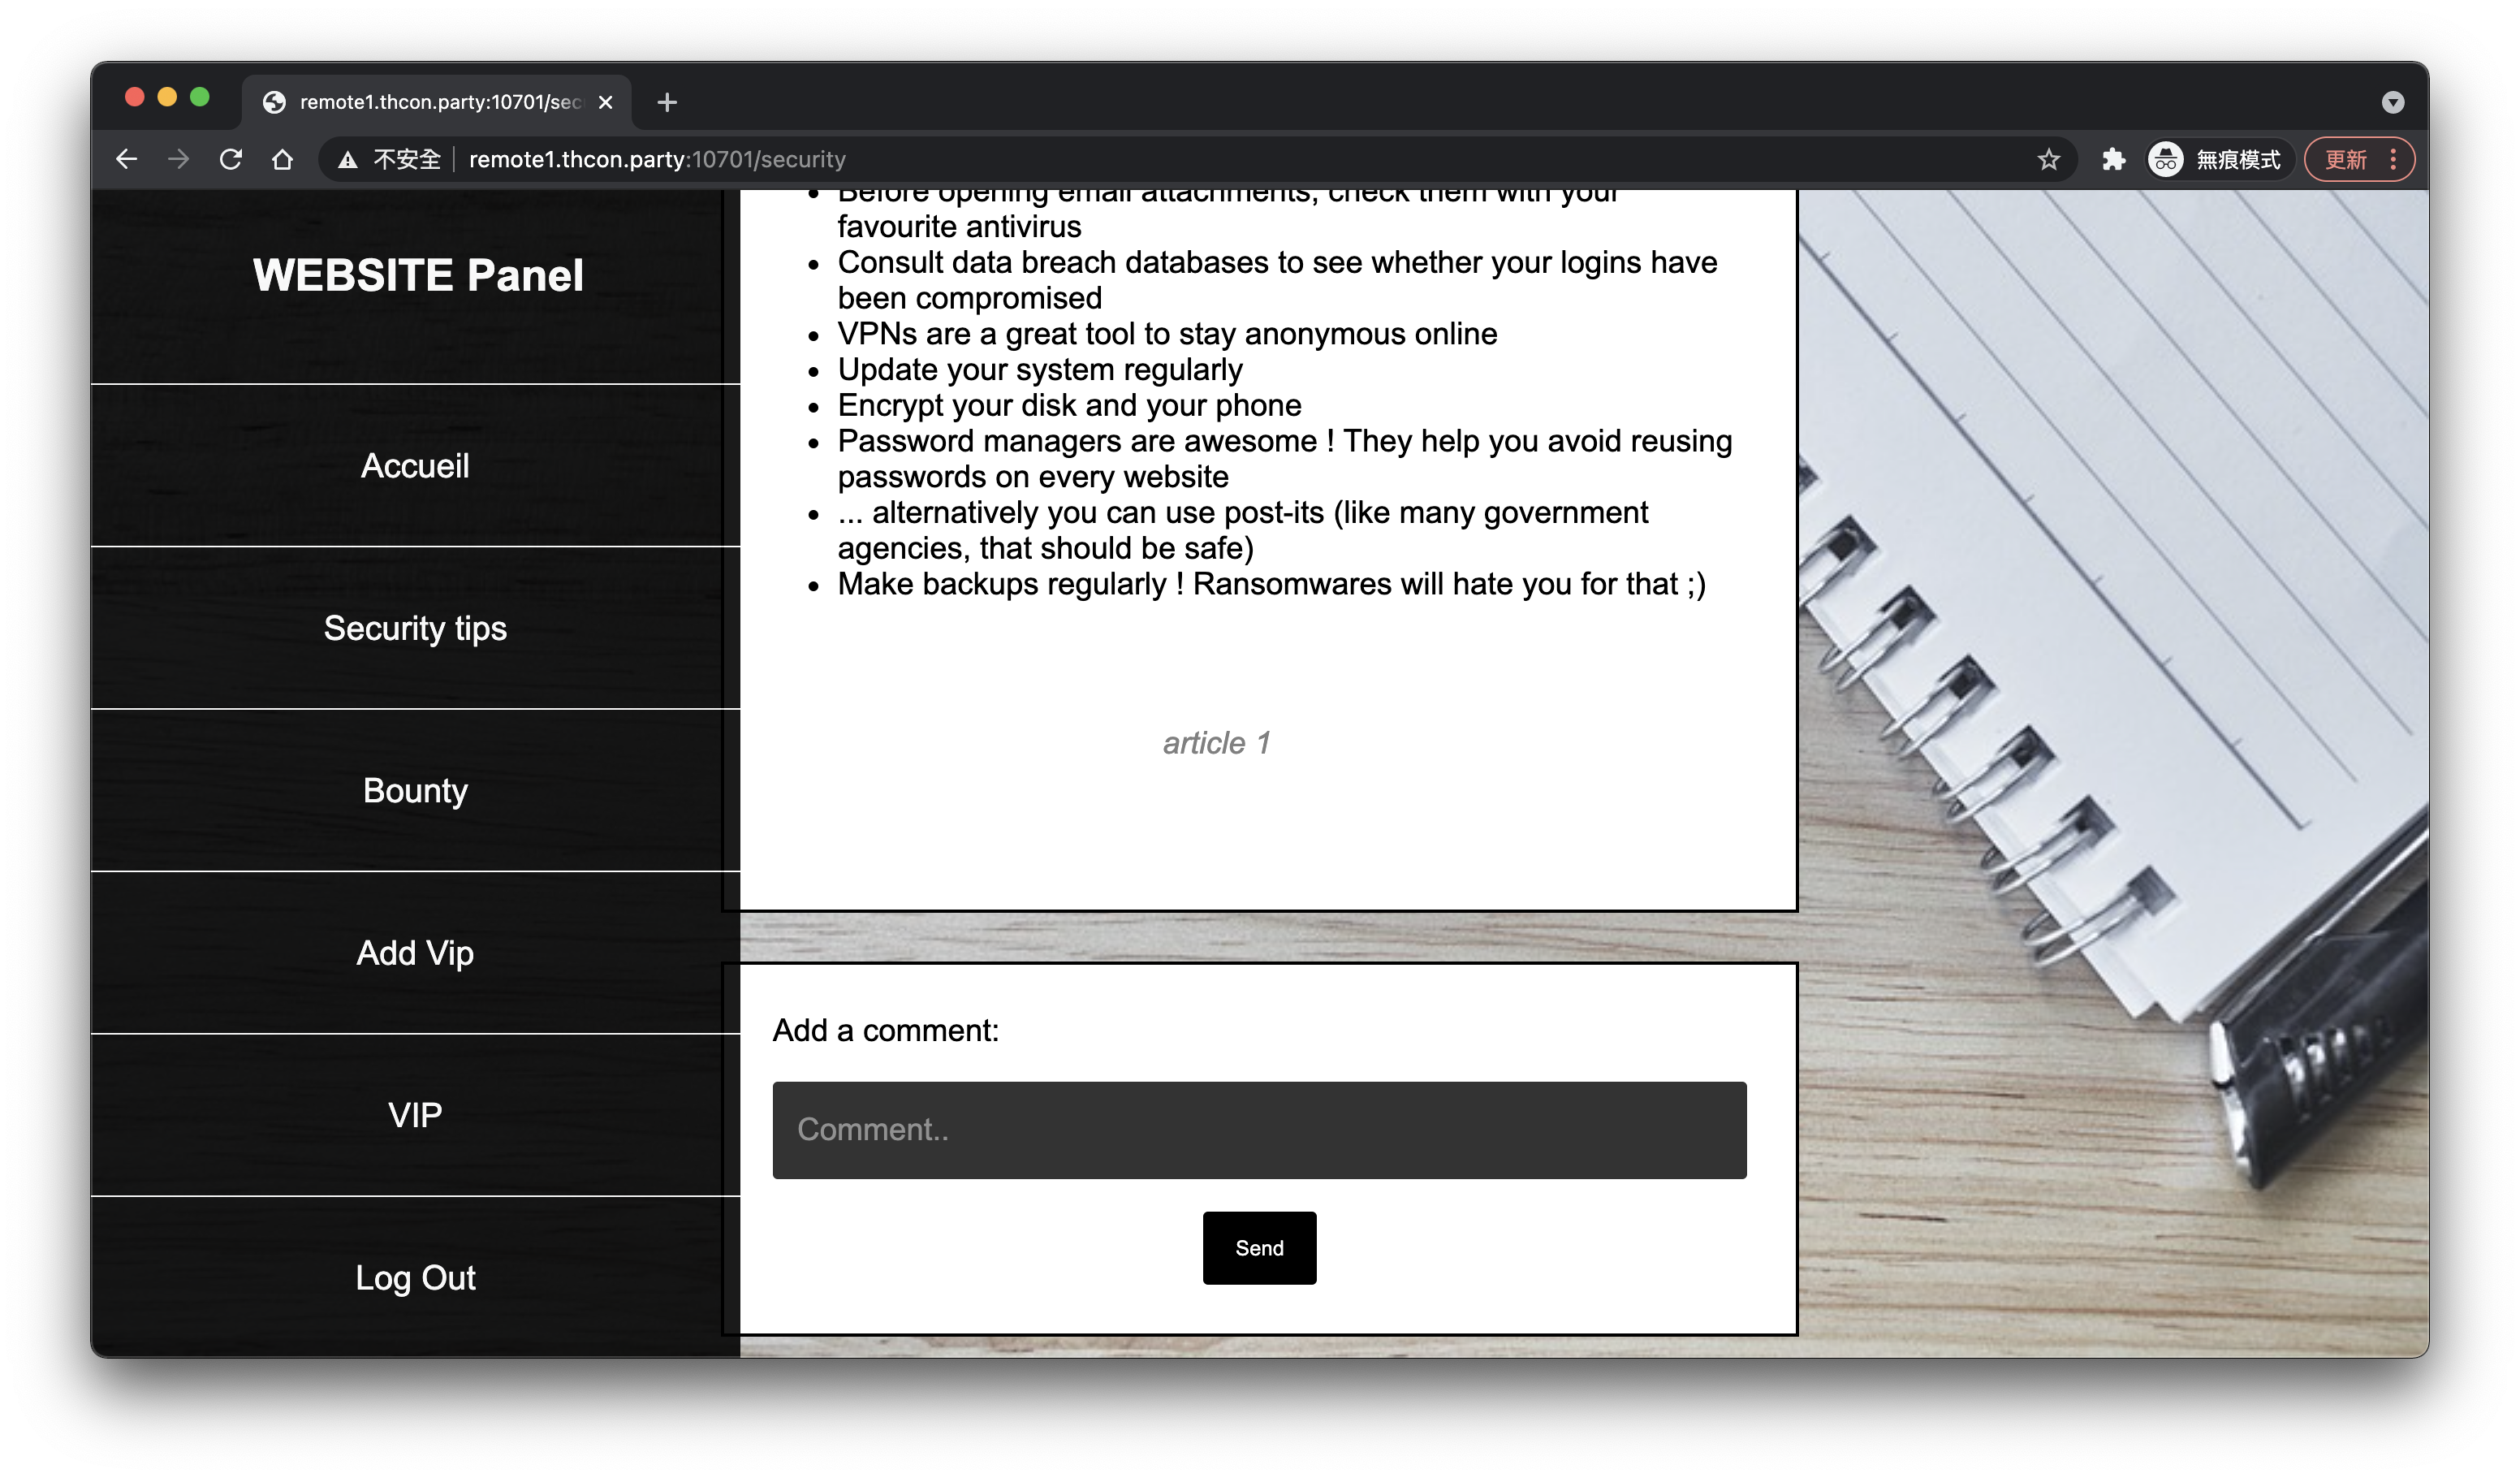 remote1.thcon.party:10701/sec
不安全
remote1.thcon.party:10701/security
無痕模式
更新
WEBSITE Panel
Accueil
Security tips
Bounty
Add Vip
VIP
Log Out
Before opening email attachments, check them with your
favourite antivirus
Consult data breach databases to see whether your logins have
been compromised
VPNs are a great tool to stay anonymous online
Update your system regularly
Encrypt your disk and your phone
Password managers are awesome ! They help you avoid reusing
passwords on every website
... alternatively you can use post-its (like many government
agencies, that should be safe)
Make backups regularly ! Ransomwares will hate you for that ;)
article 1
Add a comment:
Comment..
Send